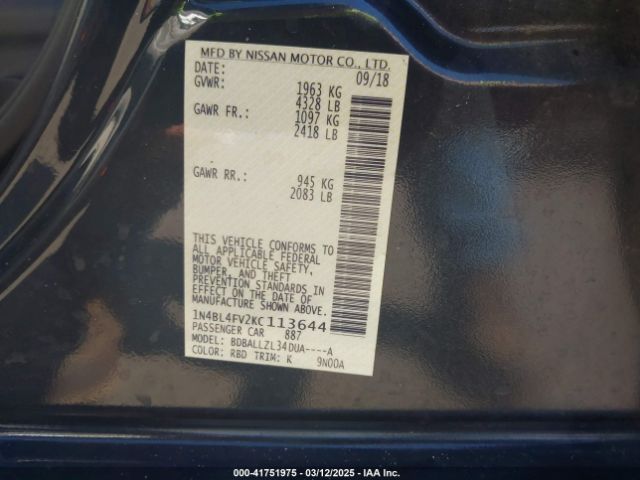 MFD BY NISSAN MOTOR CO., LTD.
DATE: 09/18
GVWR: 1963 KG
4328 LB
GAWR FR.: 1097 KG
2418 LB
GAWR RR.: 945 KG
2083 LB
THIS VEHICLE CONFORMS TO
ALL APPLICABLE FEDERAL
MOTOR VEHICLE SAFETY,
BUMPER, AND THEFT
PREVENTION STANDARDS IN
EFFECT ON THE DATE OF
MANUFACTURE SHOWN ABOVE.
1N4BL4FV2KC113644
PASSENGER CAR 887
MODEL: BDBALLZL34DUA----A
COLOR: RBD TRIM: K 9N00A
000-41751975 - 03/12/2025 - IAA Inc.